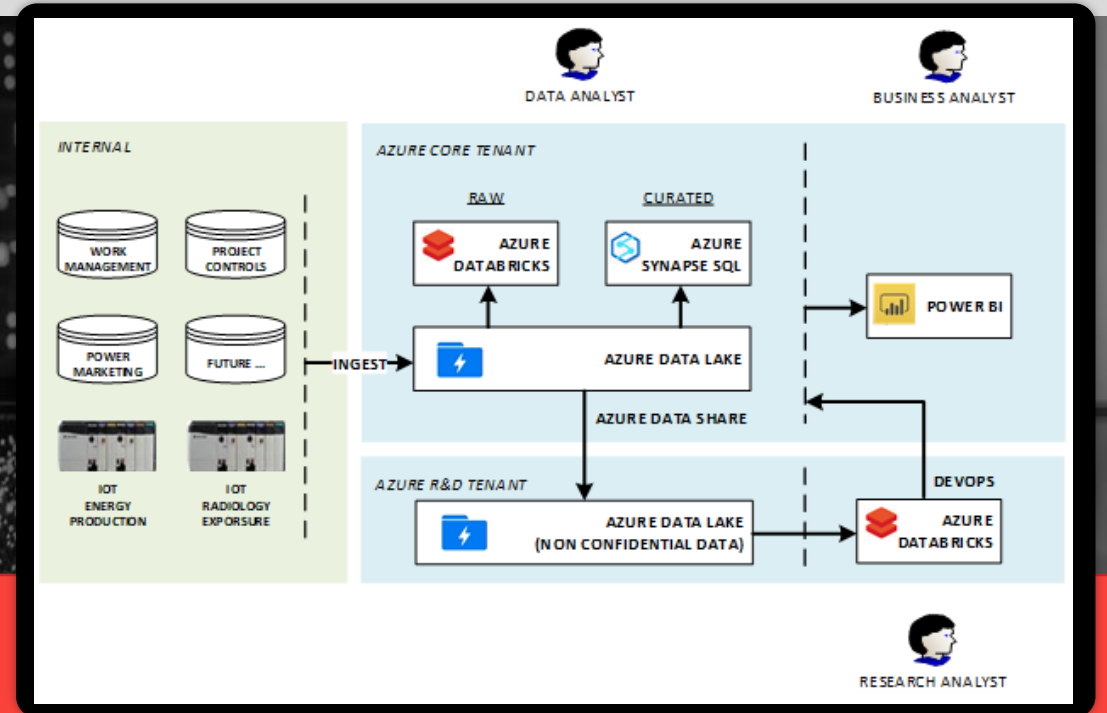 DATA ANALYST
BUSINESS ANALYST
INTERNAL
AZURE CORE TENANT
RAW
CURATED
WORK
MANAGEMENT
PROJECT
CONTROLS
AZURE
DATABRICKS
AZURE
SYNAPSE SQL
POWER BI
POWER
MARKETING
FUTURE ...
INGEST
AZURE DATA LAKE
AZURE DATA SHARE
IOT
ENERGY
PRODUCTION
IOT
RADIOLOGY
EXPORSURE
AZURE R&D TENANT
DEVOPS
AZURE DATA LAKE
(NON CONFIDENTIAL DATA)
AZURE
DATABRICKS
RESEARCH ANALYST